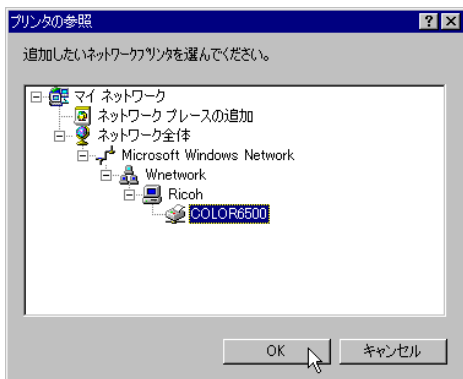 プリンタの参照
追加したいネットワークプリンタを選んでください。
マイ ネットワーク
ネットワーク プレースの追加
ネットワーク全体
Microsoft Windows Network
Wnetwork
Ricoh
COLOR6500
OK
キャンセル